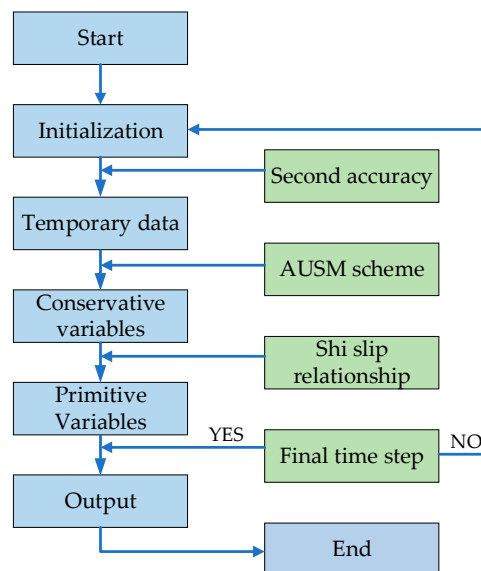 Start
Initialization
Second accuracy
Temporary data
AUSM scheme
Conservative
variables
Shi slip
relationship
Primitive
Variables
YES
Final time step
NO
Output
End